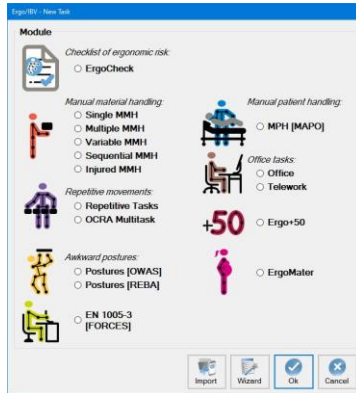 Ergo/IBV - New Task
Module
Checklist of ergonomic risk:
ErgoCheck
Manual material handling:
Single MMH
Multiple MMH
Variable MMH
Sequential MMH
Injured MMH
Manual patient handling:
MPH [MAPO]
Office tasks:
Office
Telework
Repetitive movements:
Repetitive Tasks
OCRA Multitask
+50
Ergo+50
Awkward postures:
Postures [OWAS]
Postures [REBA]
ErgoMater
EN 1005-3
[FORCES]
Import
Wizard
Ok
Cancel